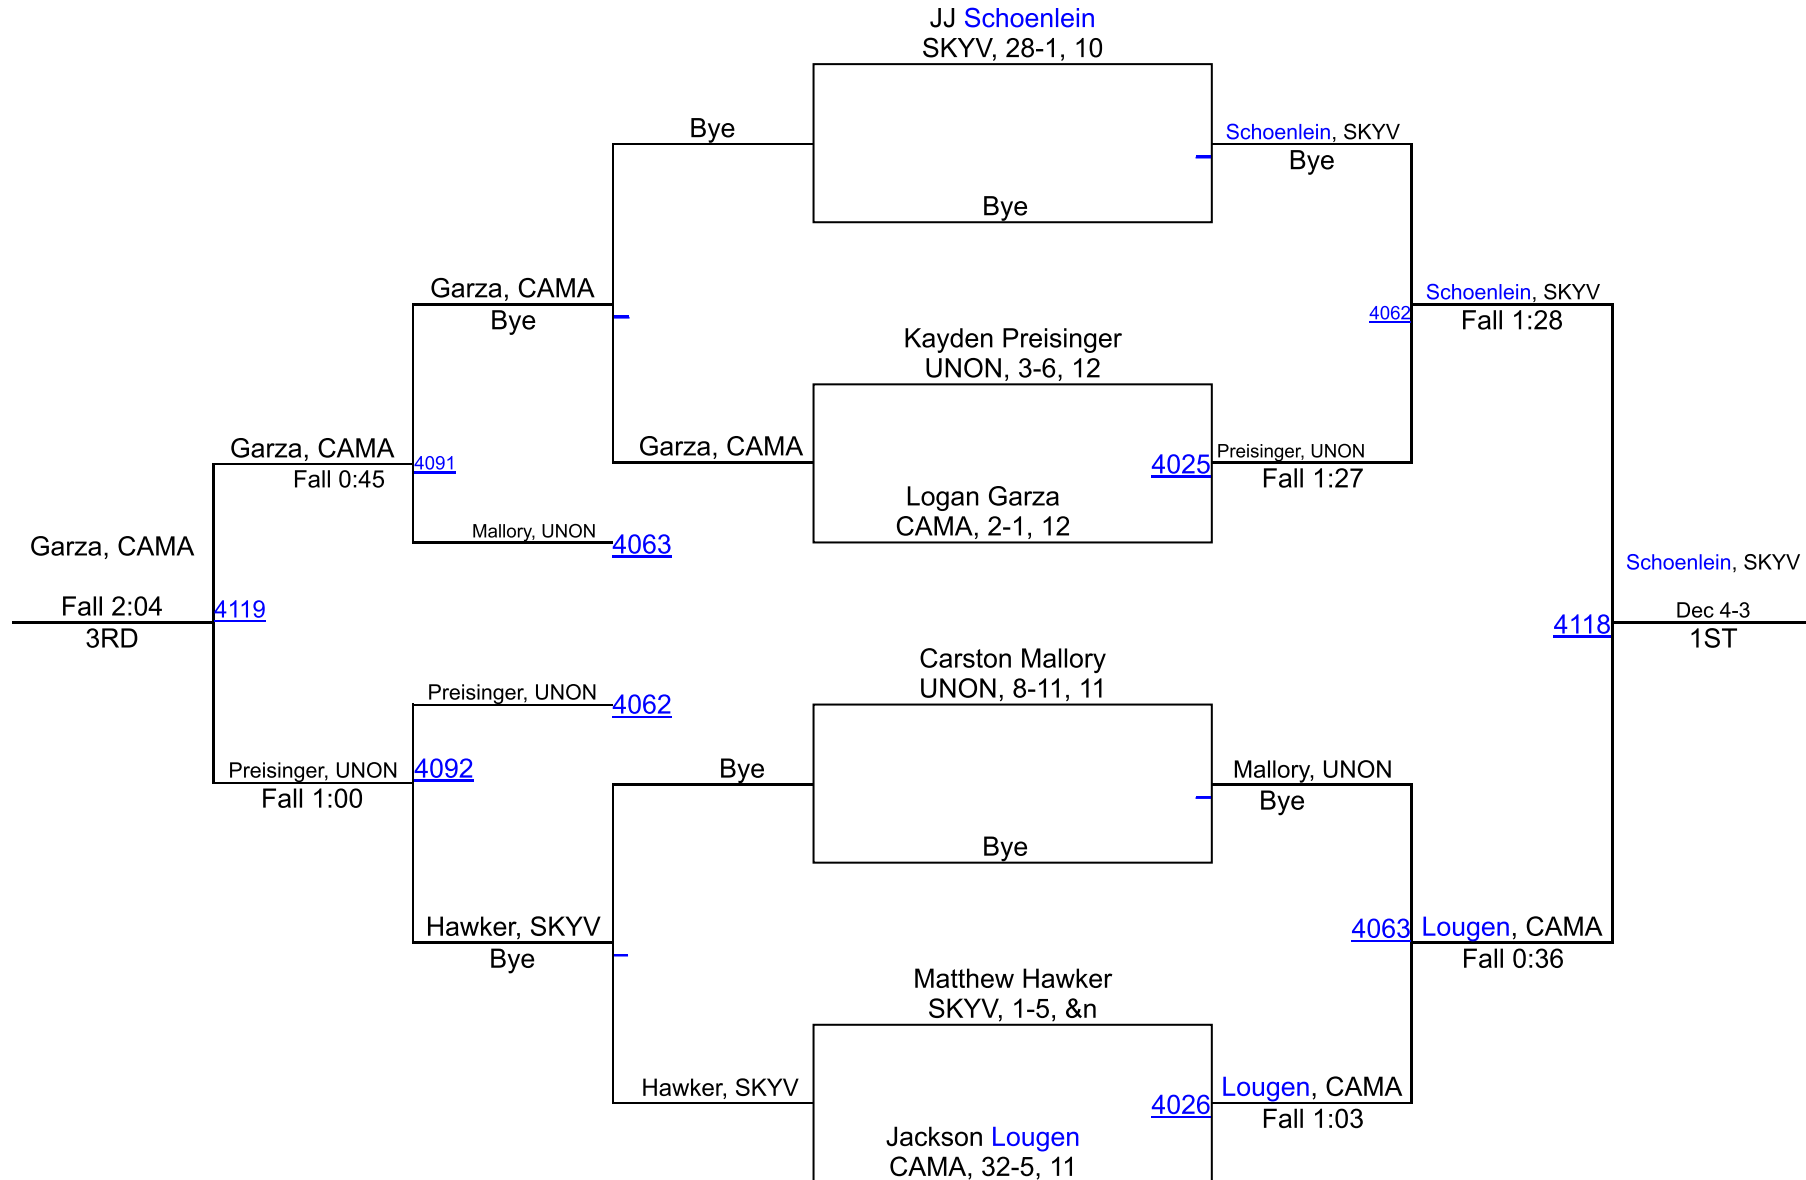 JJ Schoenlein
SKYV, 28-1, 10
Bye
Schoenlein, SKYV
Bye
Bye
Garza, CAMA
Bye
Schoenlein, SKYV
4062
Fall 1:28
Kayden Preisinger
UNON, 3-6, 12
Garza, CAMA
Fall 0:45
4091
Garza, CAMA
4025
Preisinger, UNON
Fall 1:27
Logan Garza
CAMA, 2-1, 12
Mallory, UNON
4063
Garza, CAMA
Fall 2:04
3RD
4119
Schoenlein, SKYV
4118
Dec 4-3
1ST
Carston Mallory
UNON, 8-11, 11
Preisinger, UNON
4062
Preisinger, UNON
Fall 1:00
4092
Bye
Mallory, UNON
Bye
Bye
Hawker, SKYV
Bye
4063
Lougen, CAMA
Fall 0:36
Matthew Hawker
SKYV, 1-5, &n
Hawker, SKYV
4026
Lougen, CAMA
Fall 1:03
Jackson Lougen
CAMA, 32-5, 11